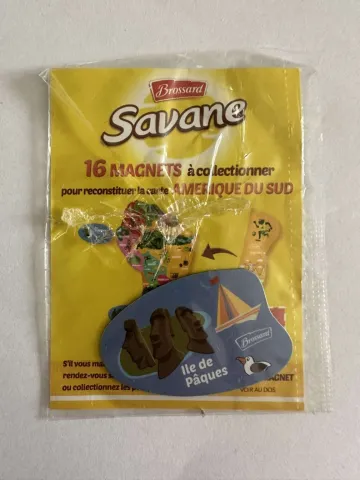 Brossard
Savane
16 MAGNETS à collectionner
pour reconstituer la carte AMERIQUE DU SUD
Brossard
Ile de
Pâques
S'il vous ma
rendez-vous s
ou collectionnez les p
MAGNET
VOIR AU DOS